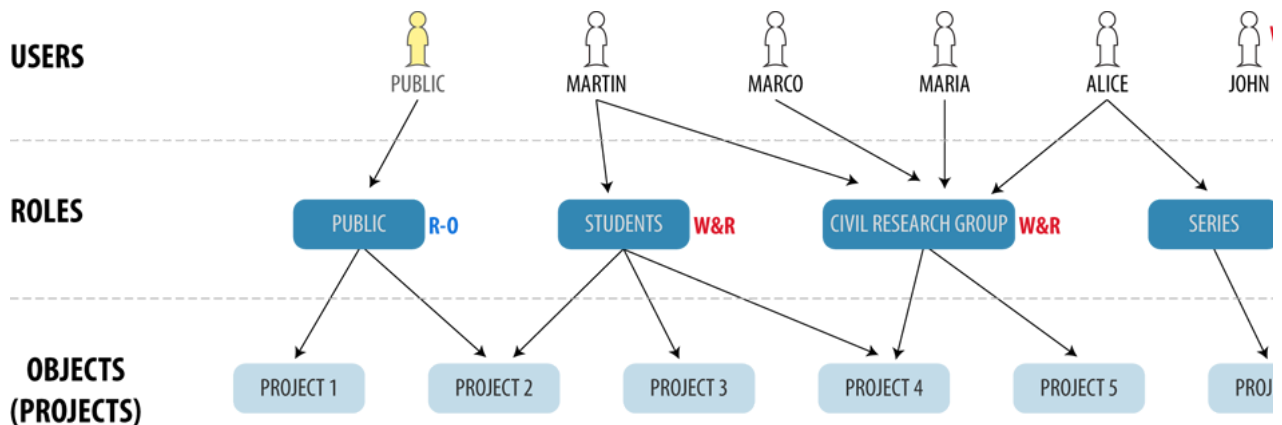 USERS
PUBLIC
MARTIN
MARCO
MARIA
ALICE
JOHN
ROLES
PUBLIC
R-O
STUDENTS
W&R
CIVIL RESEARCH GROUP
W&R
SERIES
OBJECTS
(PROJECTS)
PROJECT 1
PROJECT 2
PROJECT 3
PROJECT 4
PROJECT 5